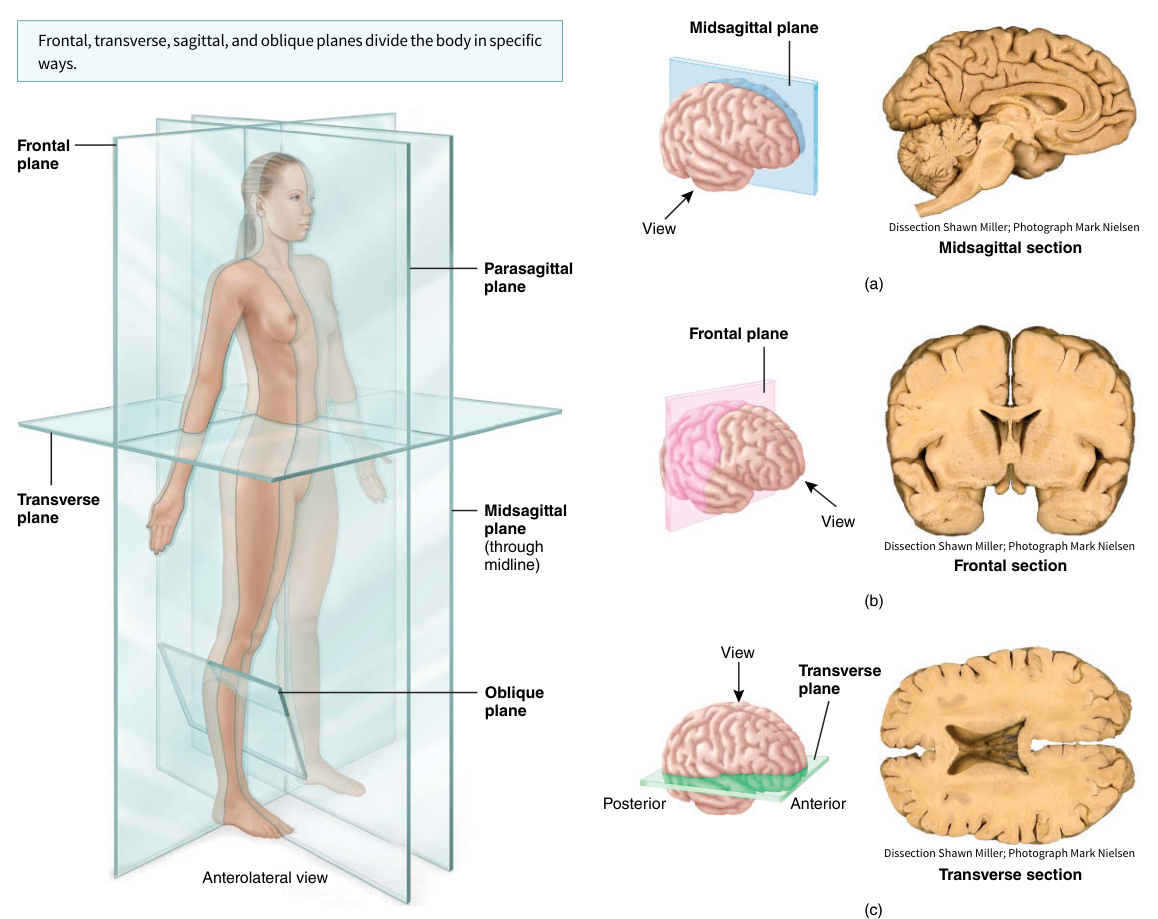 Frontal, transverse, sagittal, and oblique planes divide the body in specific
ways.
Frontal
plane
Parasagittal
plane
Transverse
plane
Midsagittal
plane
(through
midline)
Oblique
plane
Anterolateral view
Midsagittal plane
View
Dissection Shawn Miller; Photograph Mark Nielsen
Midsagittal section
(a)
Frontal plane
View
Dissection Shawn Miller; Photograph Mark Nielsen
Frontal section
(b)
View
Transverse
plane
Posterior
Anterior
Dissection Shawn Miller; Photograph Mark Nielsen
Transverse section
(c)